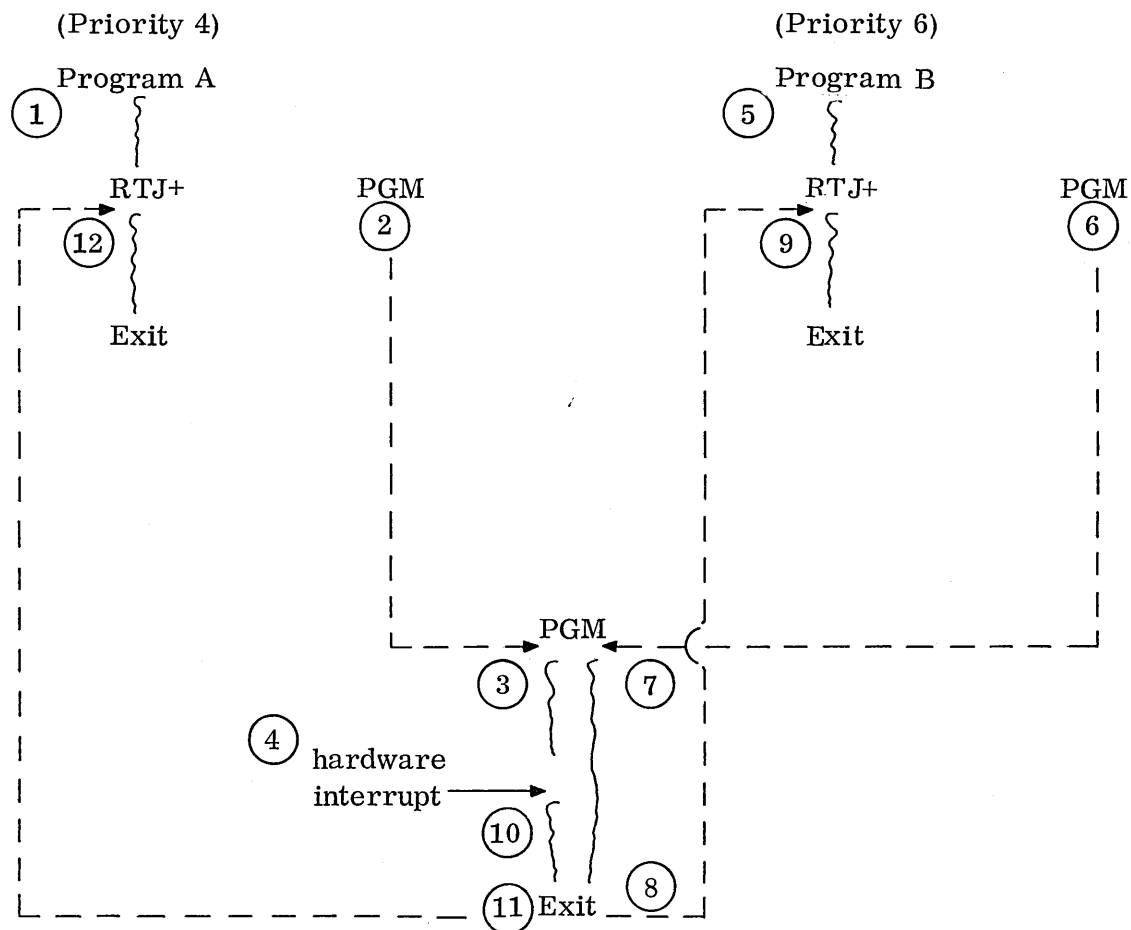 (Priority 4)
(Priority 6)
Program A
Program B
1
5
RTJ+
PGM
RTJ+
PGM
2
6
12
9
Exit
Exit
PGM
3
7
4
hardware
interrupt
10
8
11
Exit